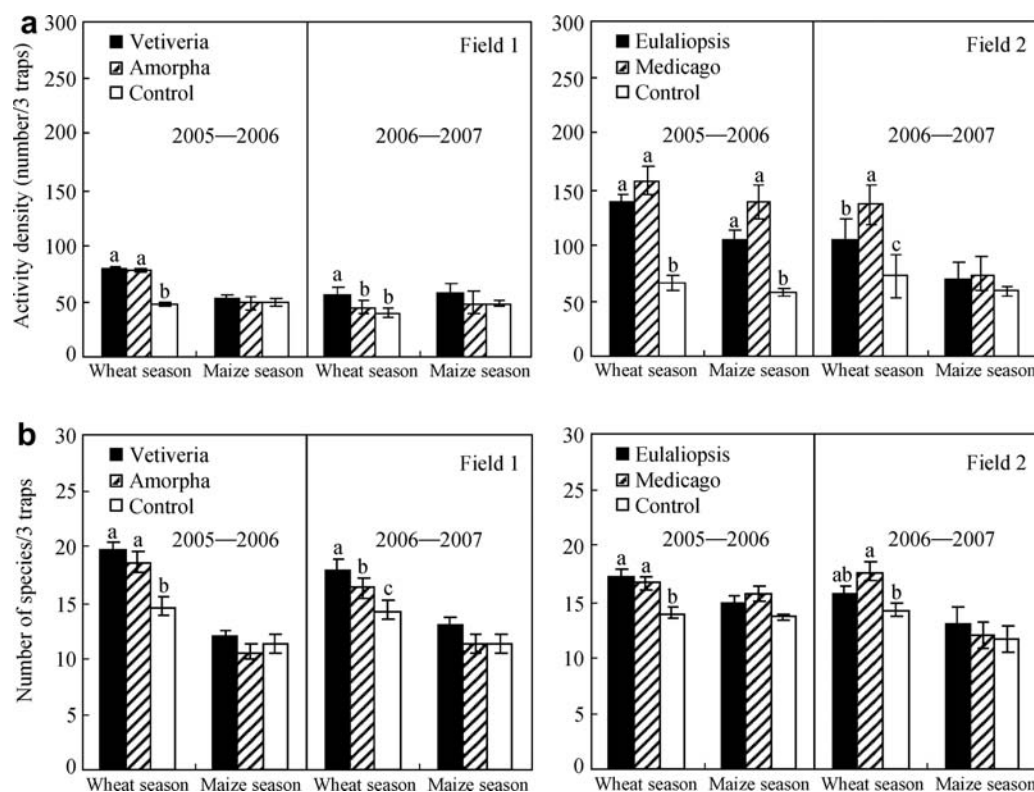 a
Activity density (number/3 traps)
300
250
200
150
100
50
0
Vetiveria
Amorpha
Control
Field 1
2005—2006
2006—2007
a a b
a b b
Wheat season Maize season Wheat season Maize season
300
250
200
150
100
50
0
Eulaliopsis
Medicago
Control
Field 2
2005—2006
2006—2007
a a b
a a b
b a c
Wheat season Maize season Wheat season Maize season
b
Number of species/3 traps
30
25
20
15
10
5
0
Vetiveria
Amorpha
Control
Field 1
2005—2006
2006—2007
a a b
a b c
Wheat season Maize season Wheat season Maize season
30
25
20
15
10
5
0
Eulaliopsis
Medicago
Control
Field 2
2005—2006
2006—2007
a a b
ab a b
Wheat season Maize season Wheat season Maize season